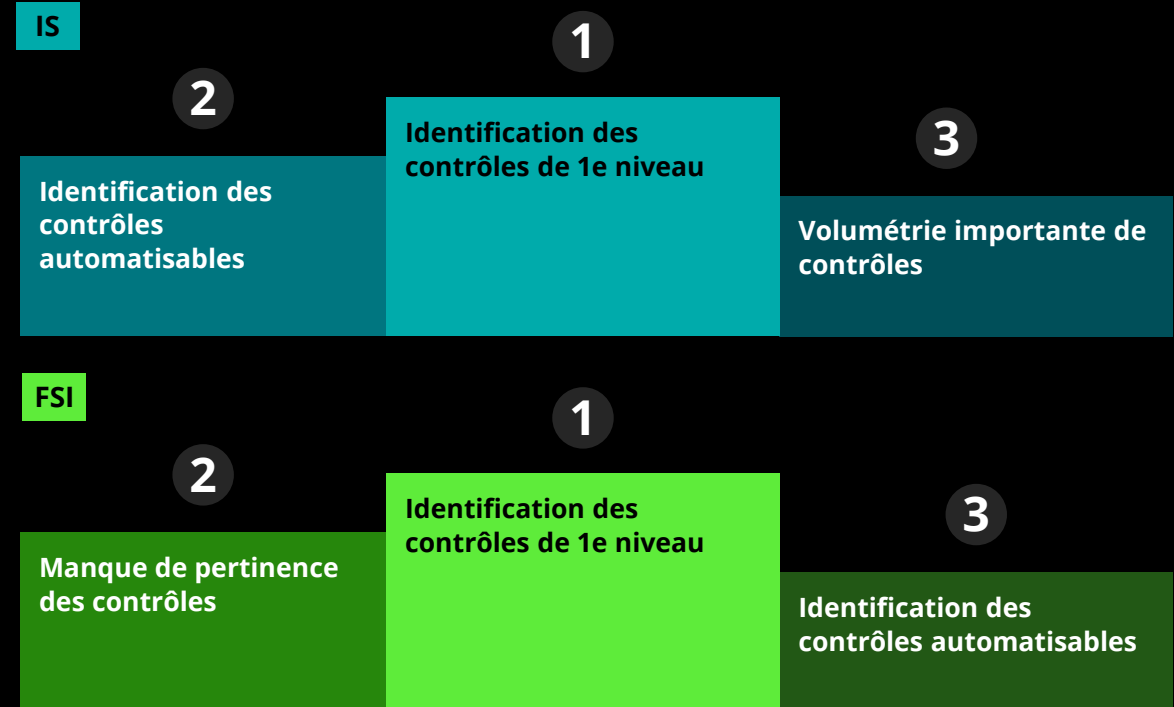 IS
1
2
3
Identification des
contrôles de 1e niveau
Identification des
contrôles
automatisables
Volumétrie importante de
contrôles
FSI
1
2
3
Identification des
contrôles de 1e niveau
Manque de pertinence
des contrôles
Identification des
contrôles automatisables